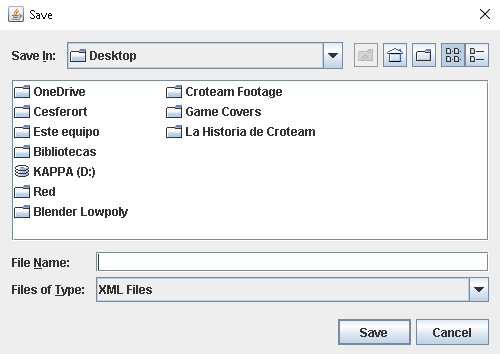 Save
Save In: Desktop
OneDrive
Cesferort
Este equipo
Bibliotecas
KAPPA (D:)
Red
Blender Lowpoly
Croteam Footage
Game Covers
La Historia de Croteam
File Name:
Files of Type: XML Files
Save Cancel